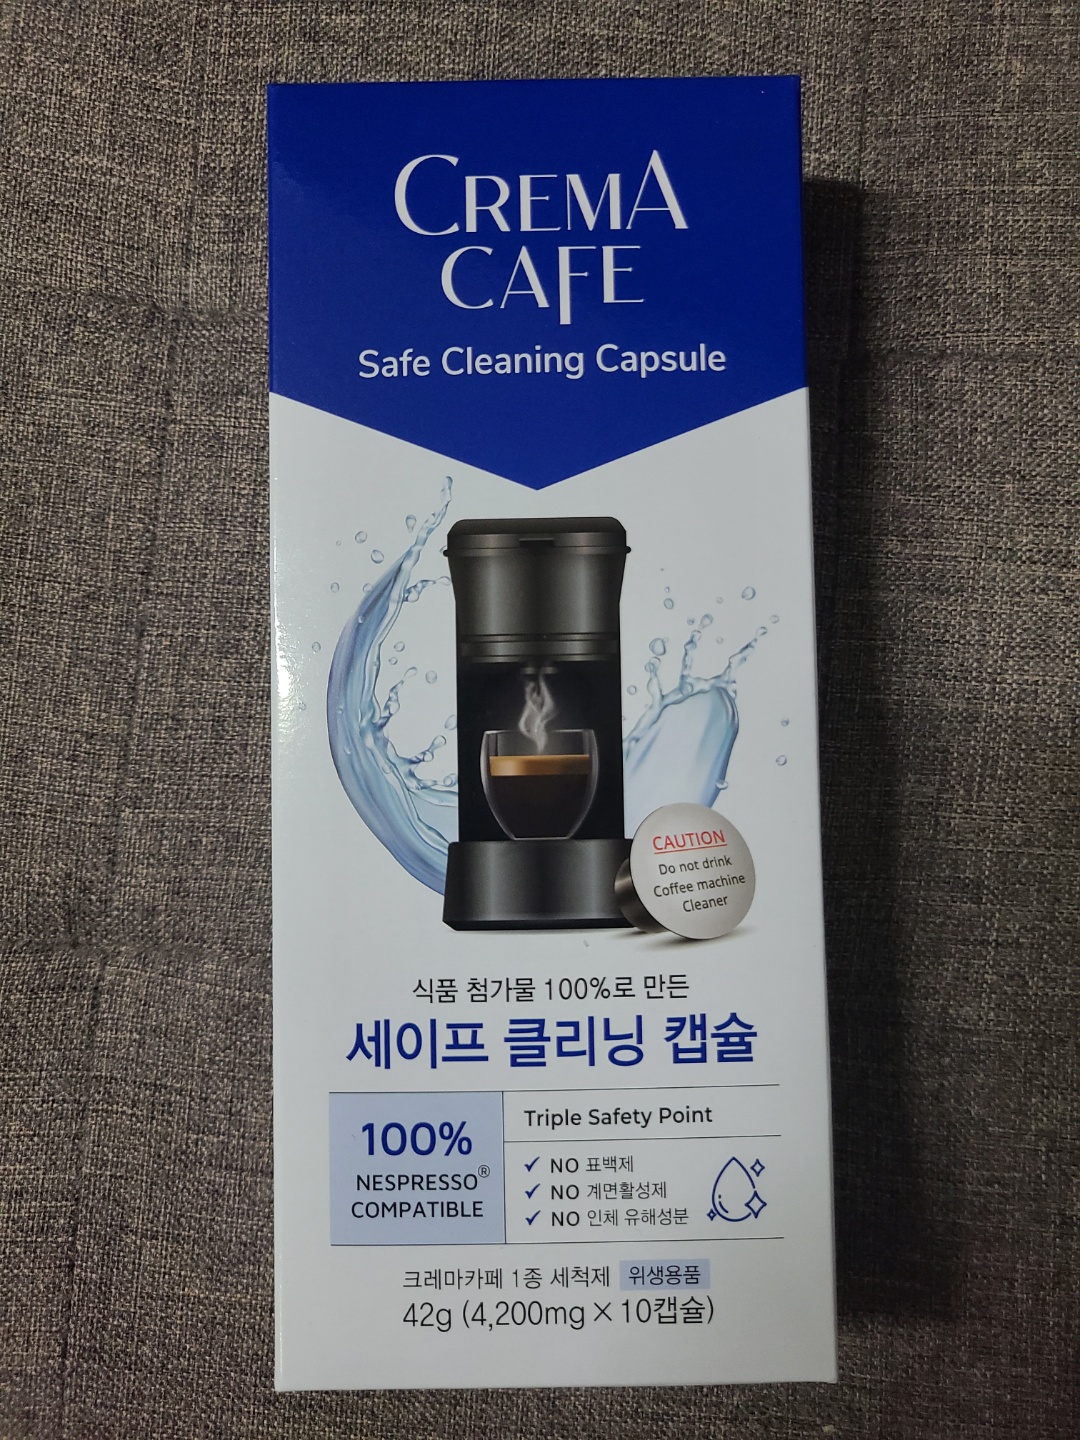 CREMA
CAFE
Safe Cleaning Capsule
CAUTION
Do not drink
Coffee machine
Cleaner
식품 첨가물 100%로 만든
세이프 클리닝 캡슐
100%
NESPRESSO®
COMPATIBLE
Triple Safety Point
✓ NO 표백제
✓ NO 계면활성제
✓ NO 인체 유해성분
크레마카페 1종 세척제 위생용품
42g (4,200mg×10캡슐)